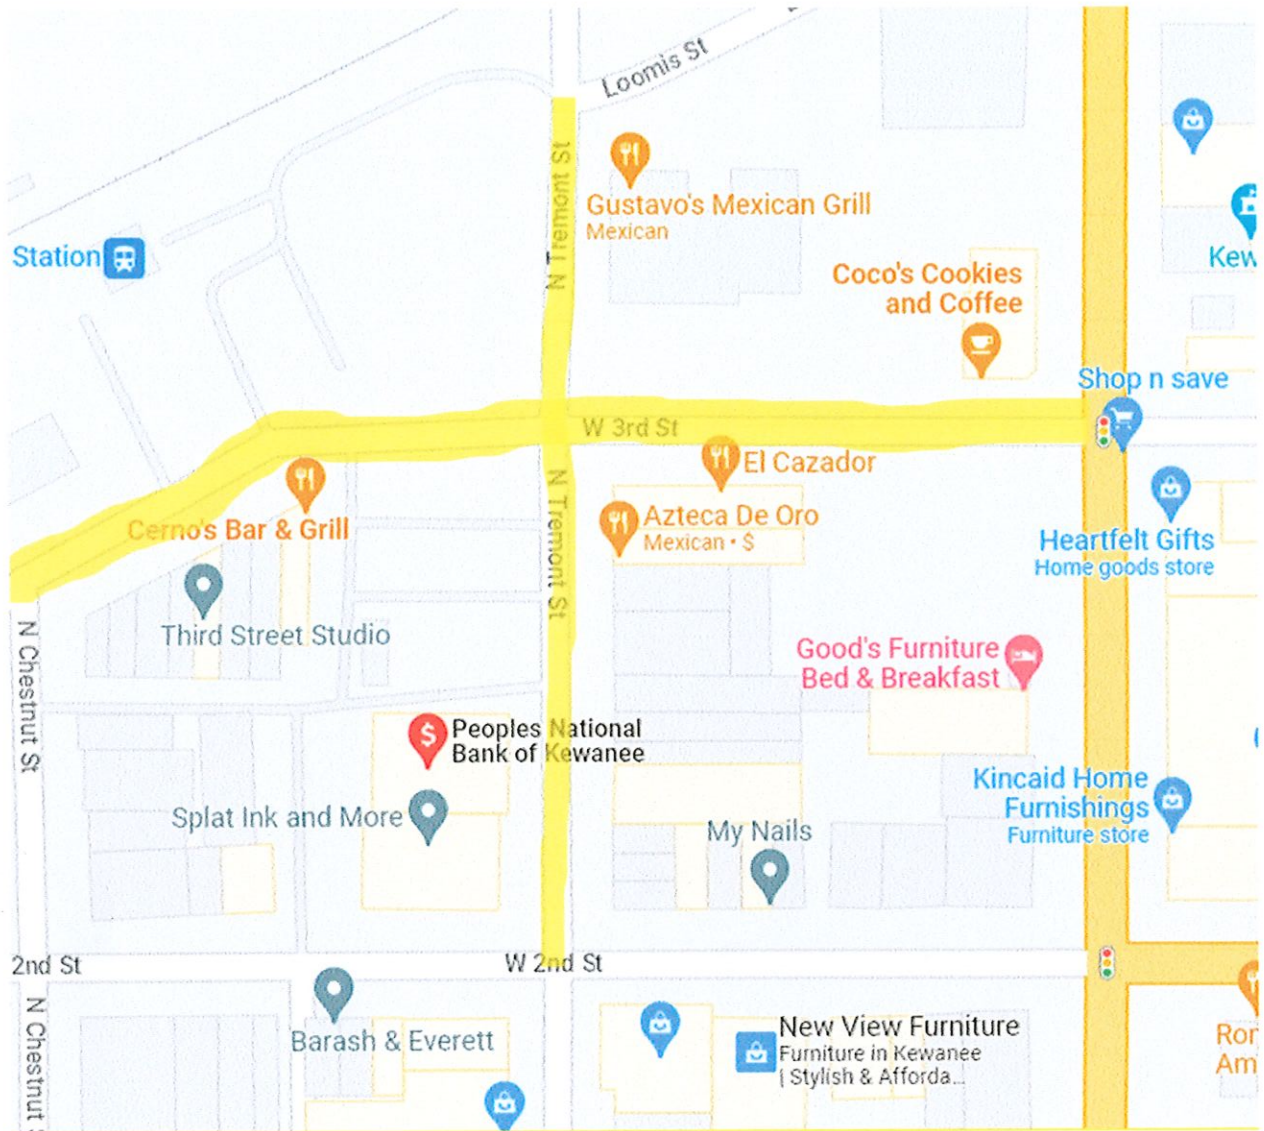 Loomis St
N Tremont St
Gustavo's Mexican Grill
Mexican
Station
Kew
Coco's Cookies
and Coffee
Shop n save
W 3rd St
El Cazador
Azteca De Oro
Mexican • $
Cerno's Bar & Grill
N Tremont St
Heartfelt Gifts
Home goods store
Third Street Studio
N Chestnut St
Good's Furniture
Bed & Breakfast
$
Peoples National
Bank of Kewanee
Splat Ink and More
My Nails
Kincaid Home
Furnishings
Furniture store
2nd St
W 2nd St
N Chestnut S
Barash & Everett
New View Furniture
Furniture in Kewanee
| Stylish & Afforda...
Ror
Am